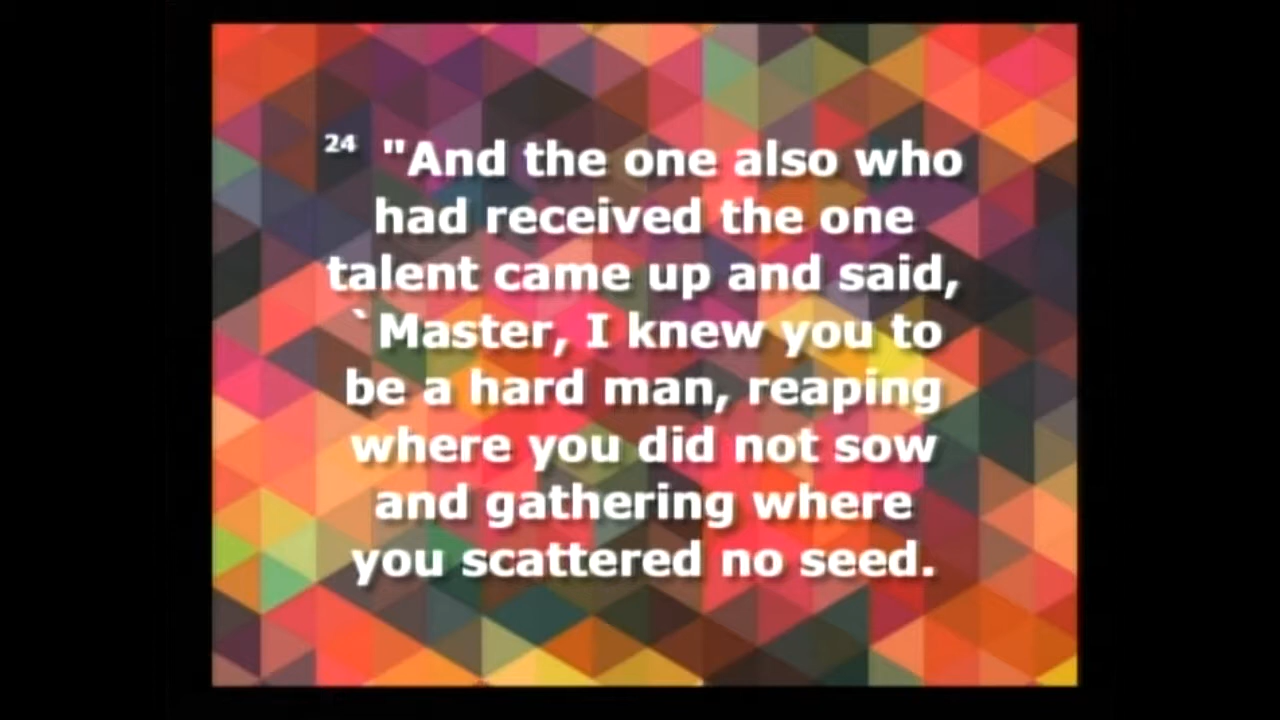 24 "And the one also who
had received the one
talent came up and said,
`Master, I knew you to
be a hard man, reaping
where you did not sow
and gathering where
you scattered no seed.